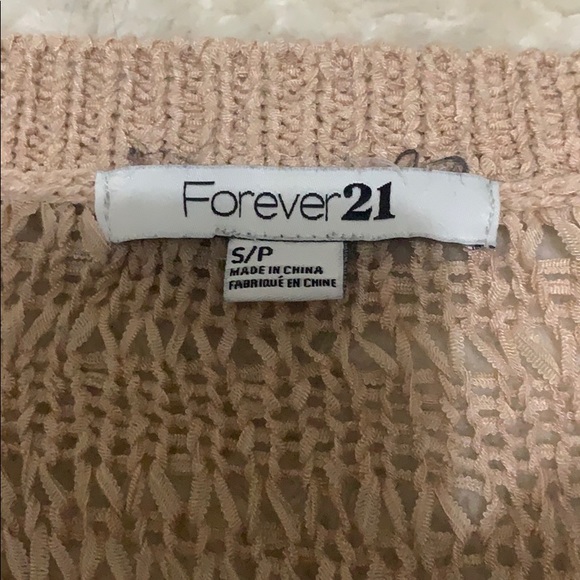 Forever21
S/P
MADE IN CHINA
FABRIQUÉ EN CHINE